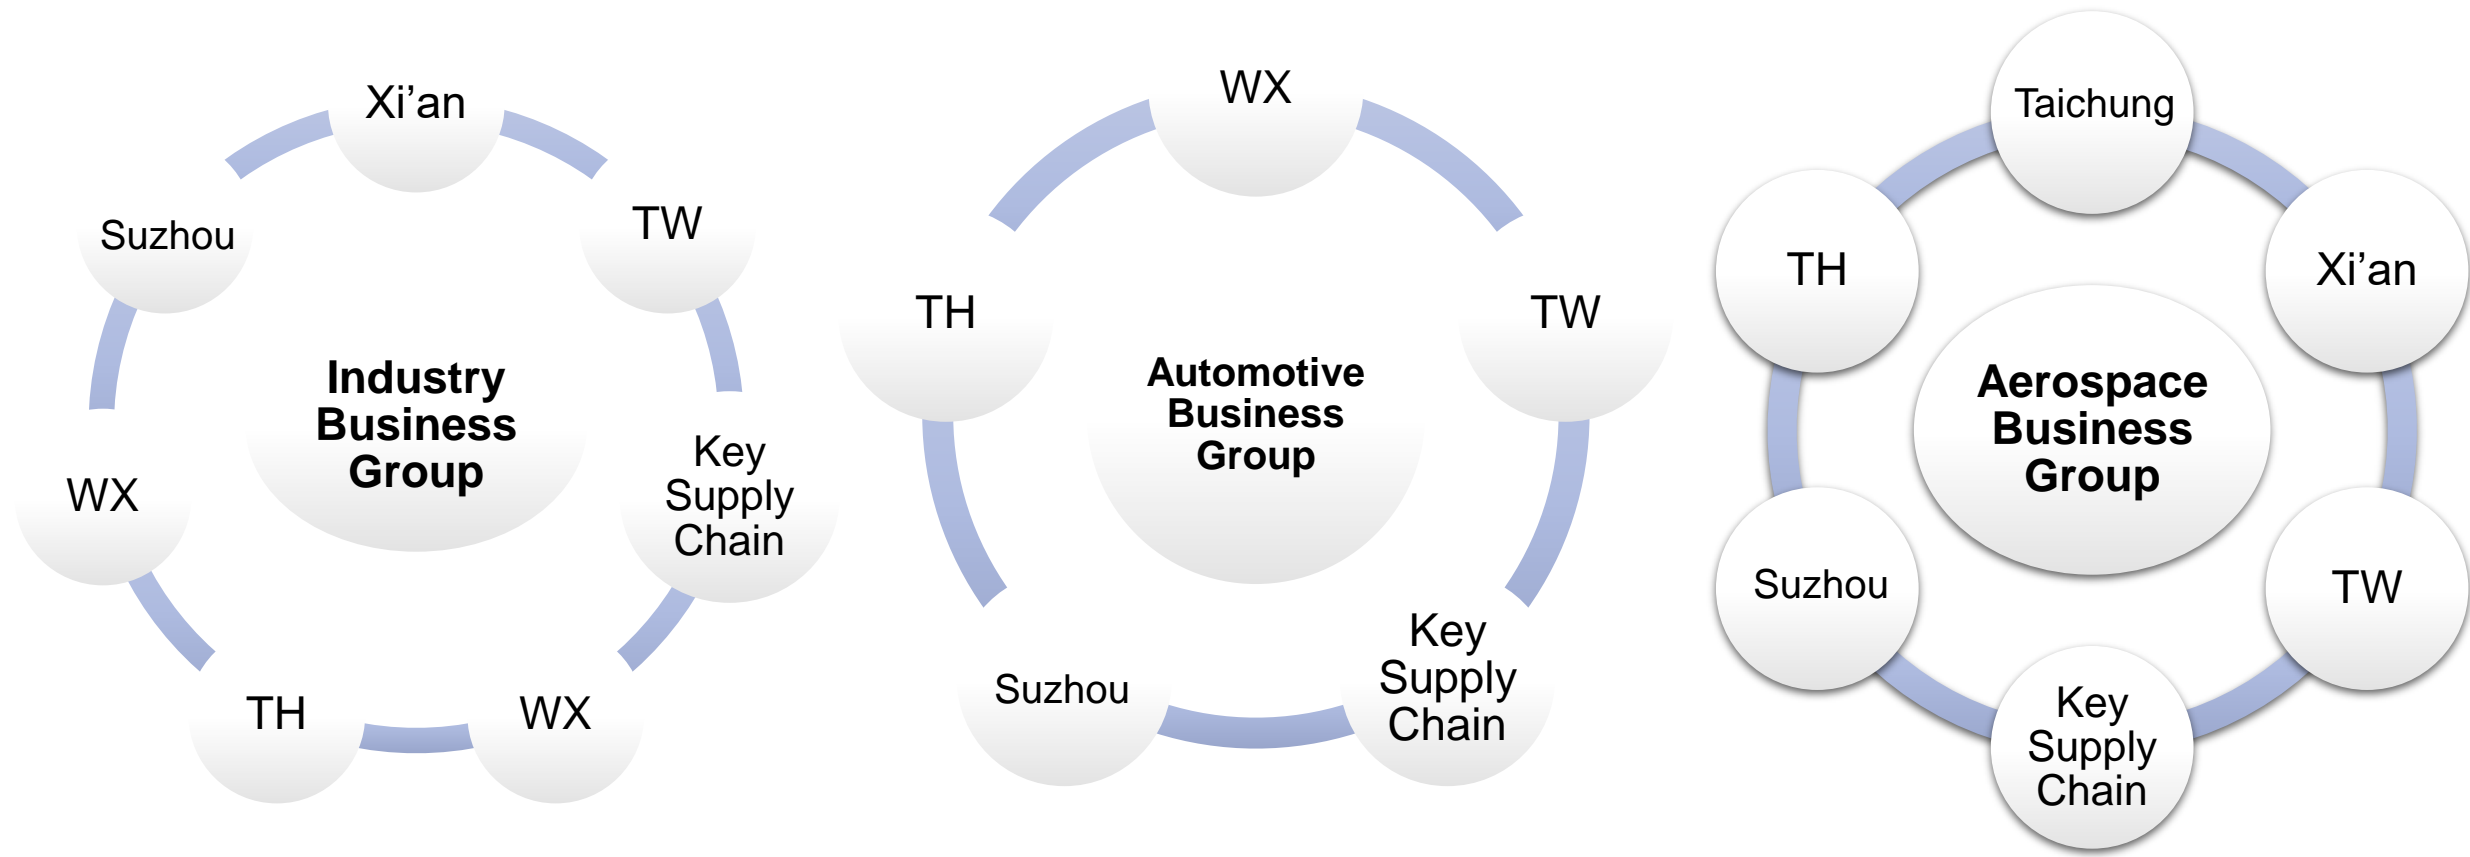 Xi’an
TW
Key
Supply
Chain
WX
TH
WX
Suzhou
Industry
Business
Group
WX
TW
Key
Supply
Chain
Suzhou
TH
Automotive
Business
Group
Taichung
Xi’an
TW
Key
Supply
Chain
Suzhou
TH
Aerospace
Business
Group